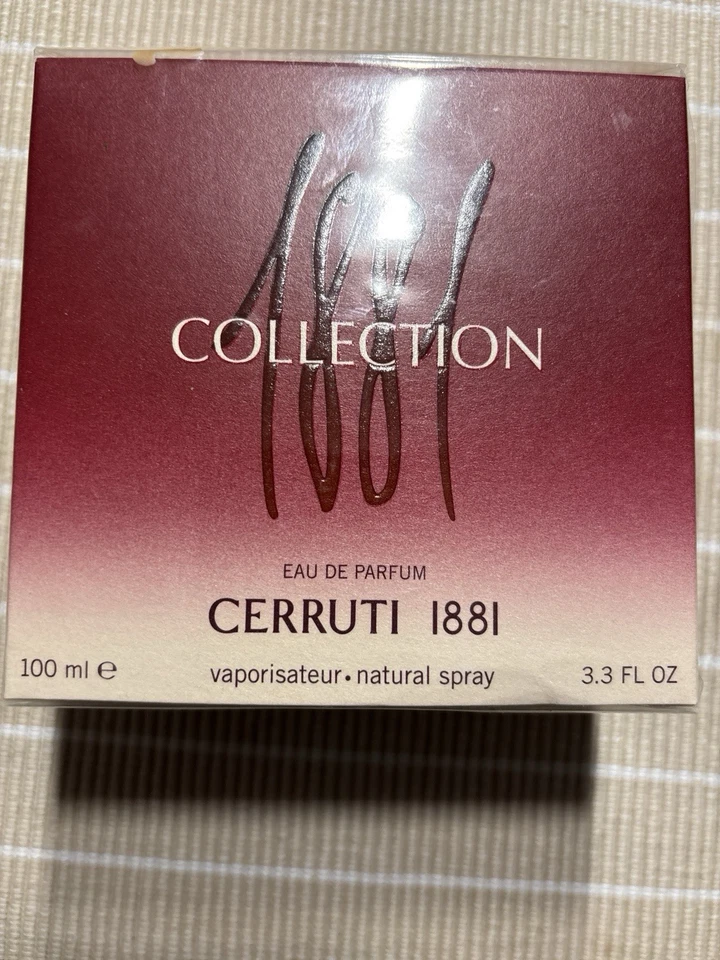 1881
COLLECTION
EAU DE PARFUM
CERRUTI 1881
100 ml ℮
vaporisateur • natural spray
3.3 FL OZ